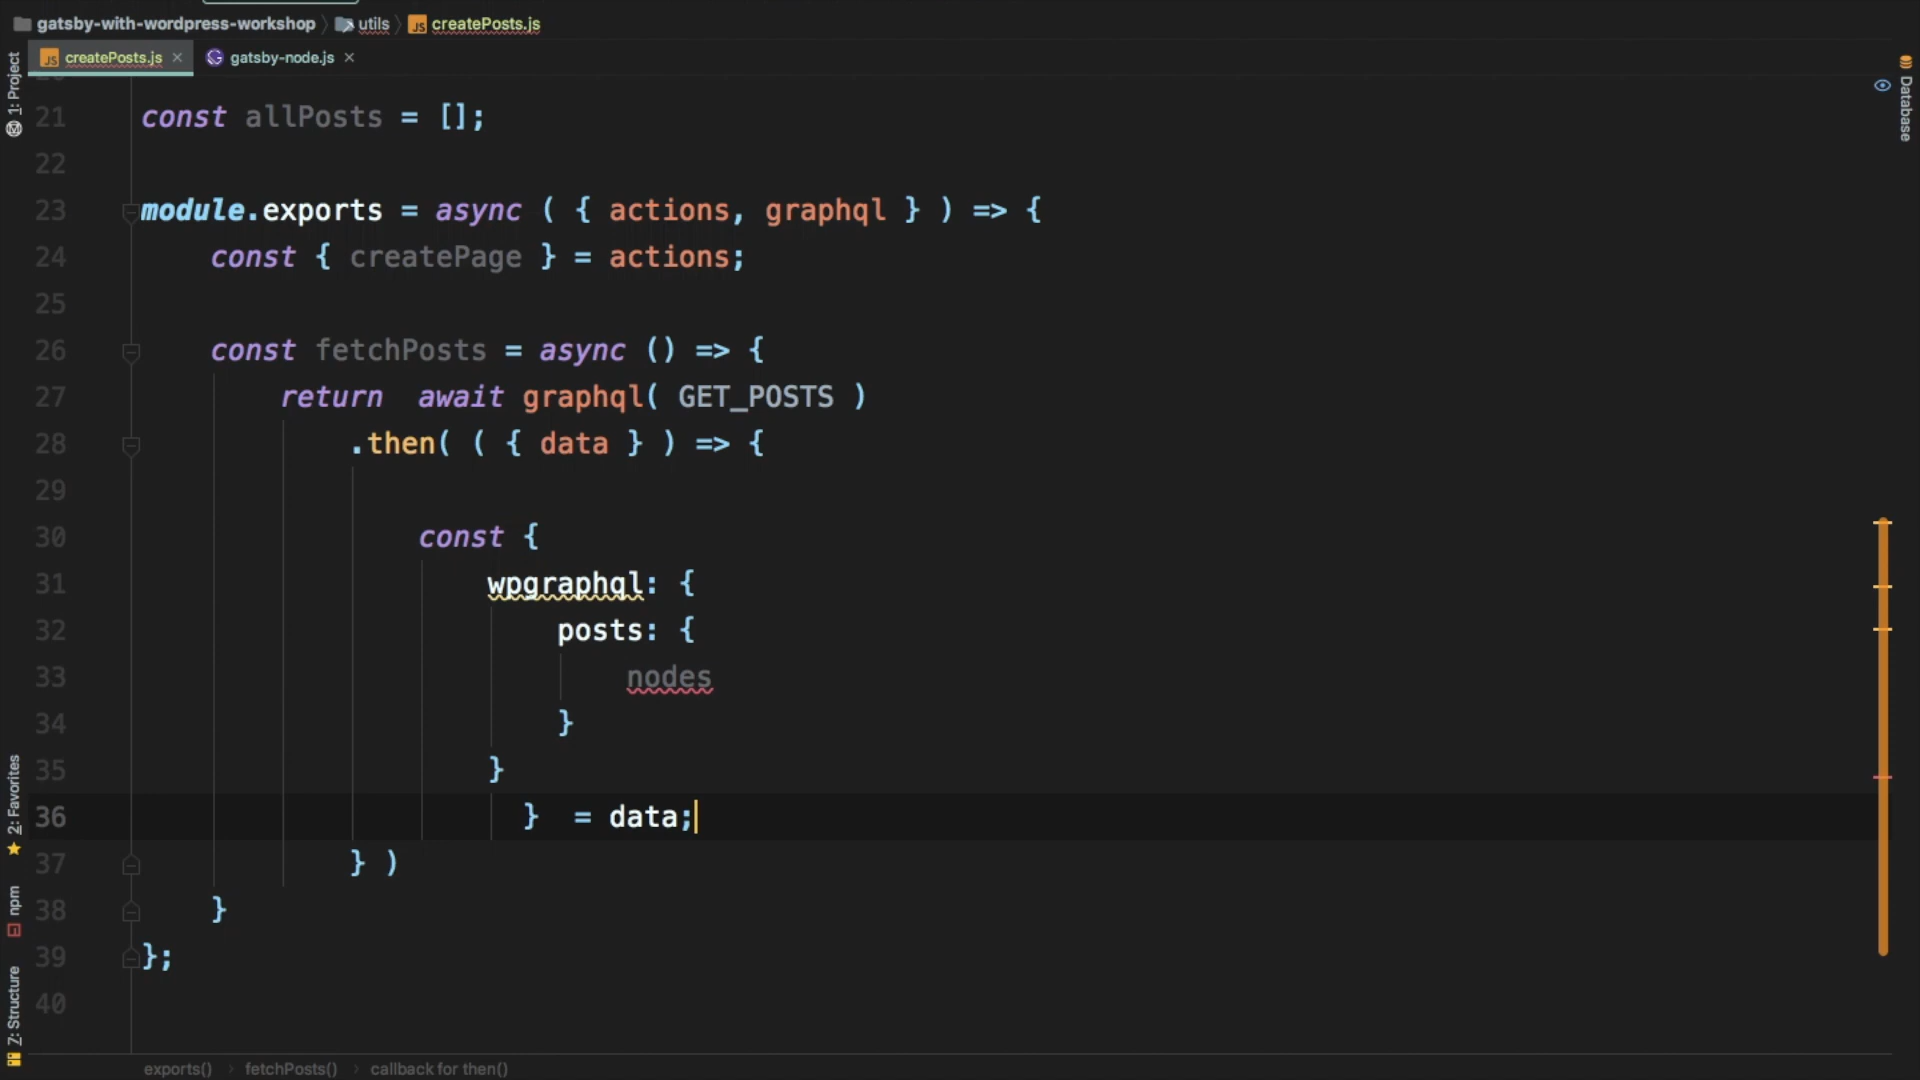 gatsby-with-wordpress-workshop utils createPosts.js
createPosts.js gatsby-node.js
1: Project
Database
21 const allPosts = [];
22
23 module.exports = async ( { actions, graphql } ) => {
24 const { createPage } = actions;
25
26 const fetchPosts = async () => {
27 return  await graphql( GET_POSTS )
28 .then( ( { data } ) => {
29
30 const {
31 wpgraphql: {
32 posts: {
33 nodes
34 }
35 }
36 }  = data;
37 } )
38 }
39 };
40
2: Favorites
npm
Z: Structure
exports() › fetchPosts() › callback for then()